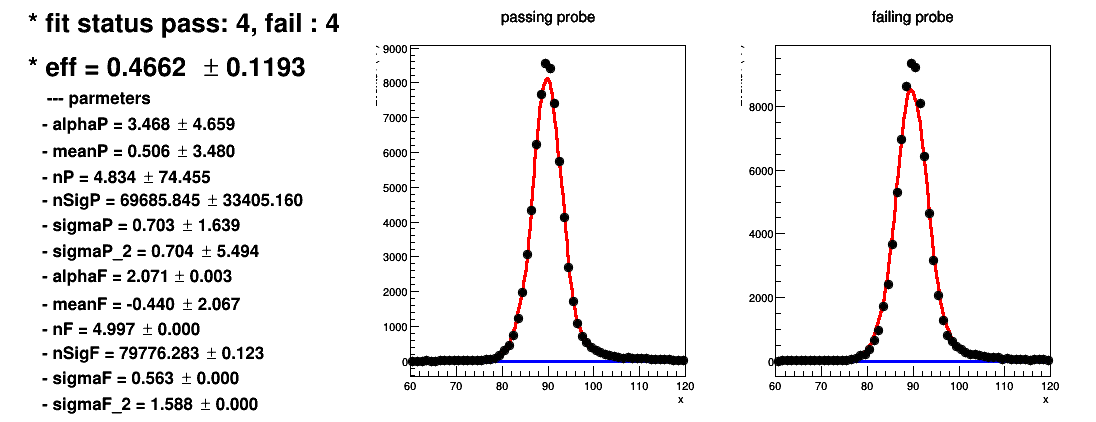 * fit status pass: 4, fail : 4
* eff = 0.4662 ± 0.1193
--- parmeters
- alphaP = 3.468 ± 4.659
- meanP = 0.506 ± 3.480
- nP = 4.834 ± 74.455
- nSigP = 69685.845 ± 33405.160
- sigmaP = 0.703 ± 1.639
- sigmaP_2 = 0.704 ± 5.494
- alphaF = 2.071 ± 0.003
- meanF = -0.440 ± 2.067
- nF = 4.997 ± 0.000
- nSigF = 79776.283 ± 0.123
- sigmaF = 0.563 ± 0.000
- sigmaF_2 = 1.588 ± 0.000
passing probe
9000
8000
7000
6000
5000
4000
3000
2000
1000
0
60 70 80 90 100 110 120
x
failing probe
8000
6000
4000
2000
0
60 70 80 90 100 110 120
x